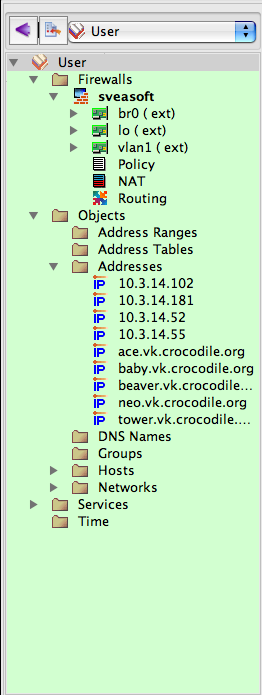 User
User
Firewalls
sveasoft
br0 ( ext)
lo ( ext)
vlan1 ( ext)
Policy
NAT
Routing
Objects
Address Ranges
Address Tables
Addresses
IP 10.3.14.102
IP 10.3.14.181
IP 10.3.14.52
IP 10.3.14.55
IP ace.vk.crocodile.org
IP baby.vk.crocodile.org
IP beaver.vk.crocodile...
IP neo.vk.crocodile.org
IP tower.vk.crocodile....
DNS Names
Groups
Hosts
Networks
Services
Time